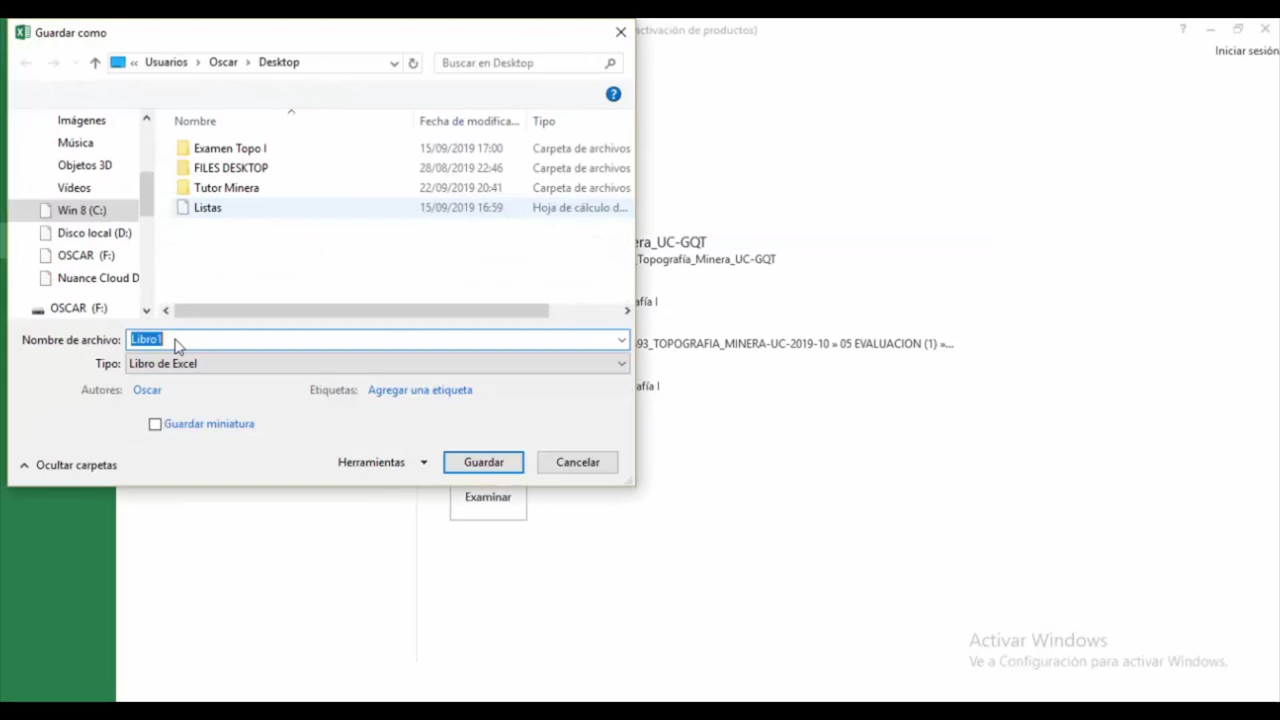 Guardar como
ctivación de productos)
Iniciar sesión
« Usuarios > Oscar > Desktop
Buscar en Desktop
Nombre Fecha de modifica... Tipo
Imágenes
Música
Objetos 3D
Vídeos
Win 8 (C:)
Disco local (D:)
OSCAR (F:)
Nuance Cloud D
OSCAR (F:)
Examen Topo I 15/09/2019 17:00 Carpeta de archivos
FILES DESKTOP 28/08/2019 22:46 Carpeta de archivos
Tutor Minera 22/09/2019 20:41 Carpeta de archivos
Listas 15/09/2019 16:59 Hoja de cálculo d...
era_UC-GQT
_Topografía_Minera_UC-GQT
afía I
93_TOPOGRAFIA_MINERA-UC-2019-10 » 05 EVALUACION (1) »...
afía I
Nombre de archivo: Libro1
Tipo: Libro de Excel
Autores: Oscar Etiquetas: Agregar una etiqueta
Guardar miniatura
Ocultar carpetas Herramientas Guardar Cancelar
Examinar
Activar Windows
Ve a Configuración para activar Windows.